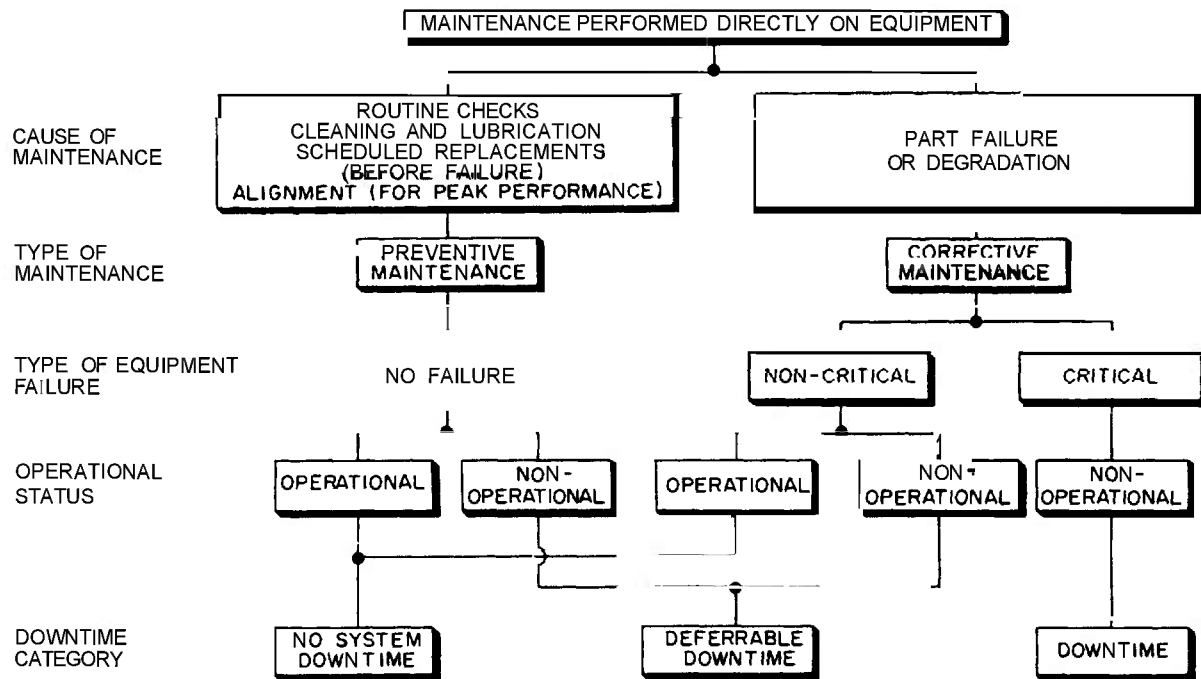 MAINTENANCE PERFORMED DIRECTLY ON EQUIPMENT
CAUSE OF
MAINTENANCE
ROUTINE CHECKS
CLEANING AND LUBRICATION
SCHEDULED REPLACEMENTS
(BEFORE FAILURE)
ALIGNMENT (FOR PEAK PERFORMANCE)
PART FAILURE
OR DEGRADATION
TYPE OF
MAINTENANCE
PREVENTIVE
MAINTENANCE
CORRECTIVE
MAINTENANCE
TYPE OF EQUIPMENT
FAILURE
NO FAILURE
NON-CRITICAL
CRITICAL
OPERATIONAL
STATUS
OPERATIONAL
NON-
OPERATIONAL
OPERATIONAL
NON-
OPERATIONAL
NON-
OPERATIONAL
DOWNTIME
CATEGORY
NO SYSTEM
DOWNTIME
DEFERRABLE
DOWNTIME
DOWNTIME